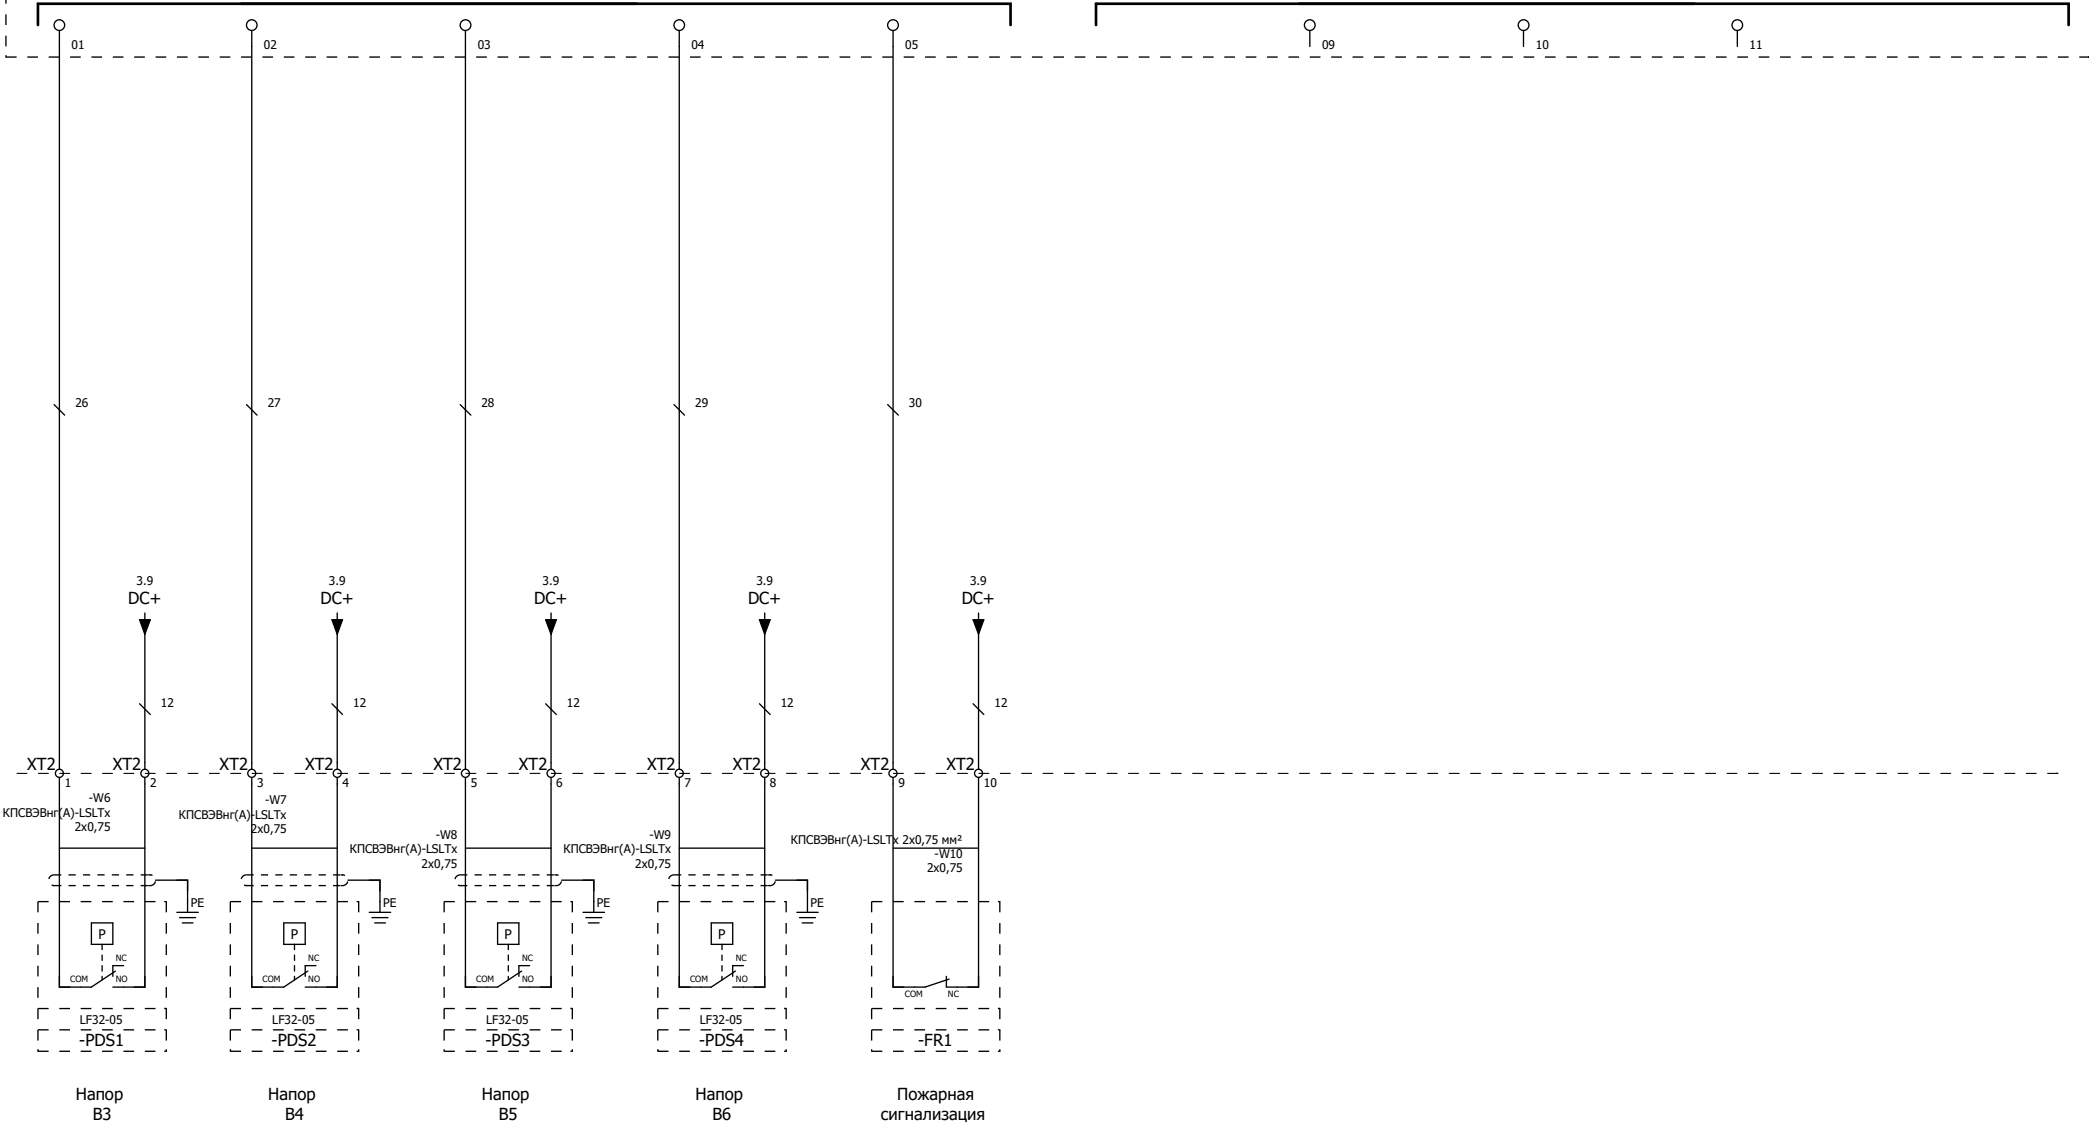 01 02 03 04 05 09 10 11
26 27 28 29 30
3.9 3.9 3.9 3.9 3.9
DC+ DC+ DC+ DC+ DC+
12 12 12 12 12
XT2 XT2 XT2 XT2 XT2 XT2 XT2 XT2 XT2 XT2
1 2 3 4 5 6 7 8 9 10
-W6
КПСВЭВнг(А)-LSLTx
2x0,75
-W7
КПСВЭВнг(А)-LSLTx
2x0,75
-W8
КПСВЭВнг(А)-LSLTx
2x0,75
-W9
КПСВЭВнг(А)-LSLTx
2x0,75
КПСВЭВнг(А)-LSLTx 2x0,75 мм²
-W10
2x0,75
PE PE PE PE
P P P P
NC NC NC NC
COM NO COM NO COM NO COM NO COM NC
LF32-05 LF32-05 LF32-05 LF32-05
-PDS1 -PDS2 -PDS3 -PDS4 -FR1
Напор
В3
Напор
В4
Напор
В5
Напор
В6
Пожарная
сигнализация